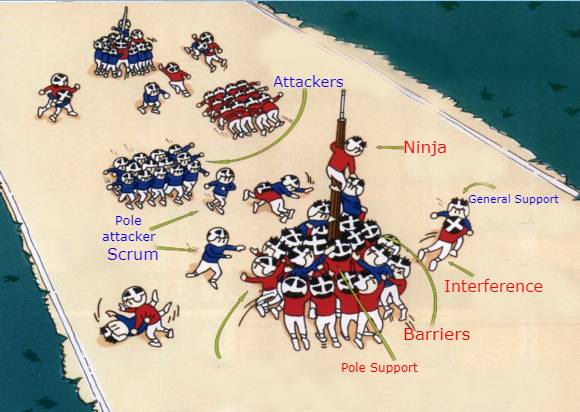 Attackers
Ninja
General Support
Pole
attacker
Scrum
Interference
Barriers
Pole Support